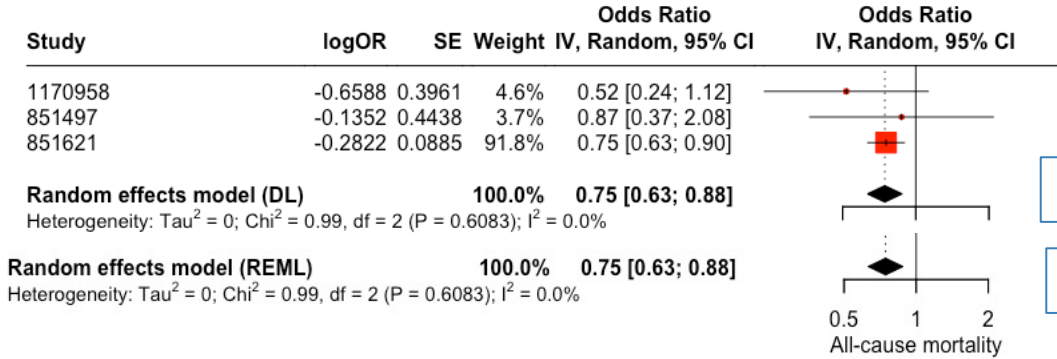 Odds Ratio Odds Ratio
Study logOR SE Weight IV, Random, 95% CI IV, Random, 95% CI
1170958 -0.6588 0.3961 4.6% 0.52 [0.24; 1.12]
851497 -0.1352 0.4438 3.7% 0.87 [0.37; 2.08]
851621 -0.2822 0.0885 91.8% 0.75 [0.63; 0.90]
Random effects model (DL) 100.0% 0.75 [0.63; 0.88]
Heterogeneity: Tau² = 0; Chi² = 0.99, df = 2 (P = 0.6083); I² = 0.0%
Random effects model (REML) 100.0% 0.75 [0.63; 0.88]
Heterogeneity: Tau² = 0; Chi² = 0.99, df = 2 (P = 0.6083); I² = 0.0%
0.5 1 2
All-cause mortality